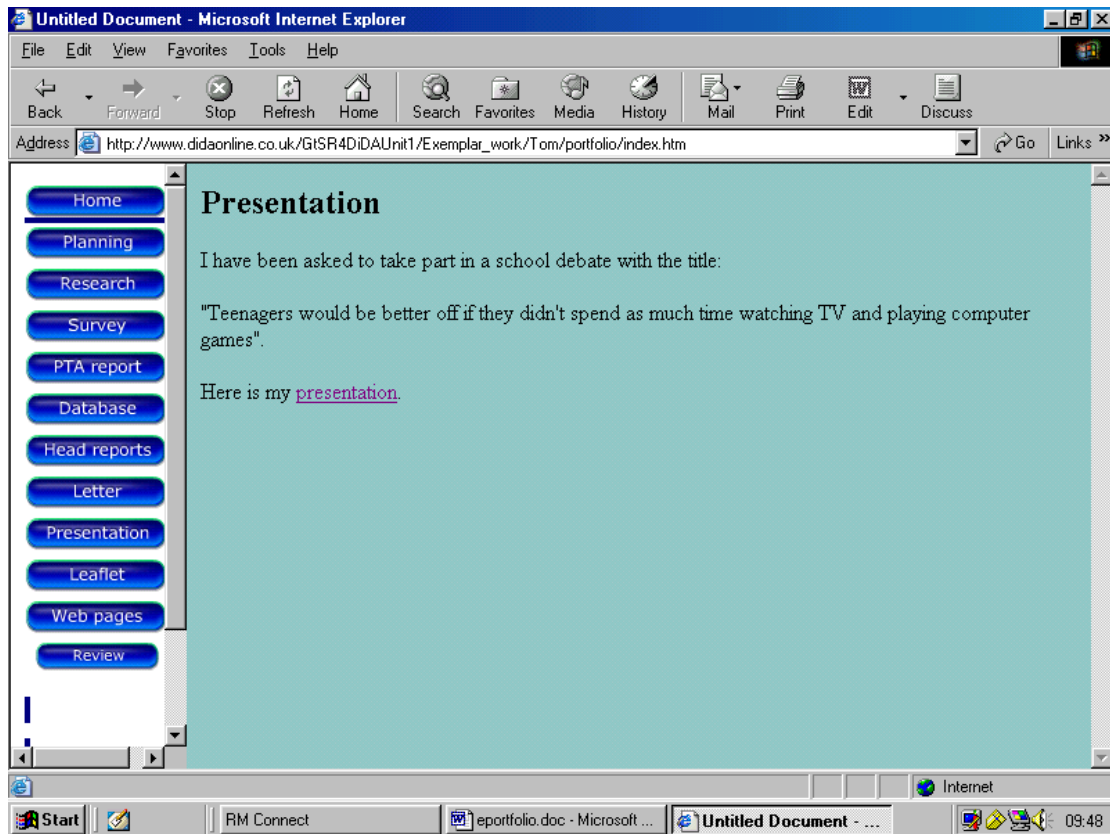 Untitled Document - Microsoft Internet Explorer
File Edit View Favorites Tools Help
Back Forward Stop Refresh Home Search Favorites Media History Mail Print Edit Discuss
Address http://www.didaonline.co.uk/GtSR4DiDAUnit1/Exemplar_work/Tom/portfolio/index.htm Go Links »
Home
Planning
Research
Survey
PTA report
Database
Head reports
Letter
Presentation
Leaflet
Web pages
Review
Presentation
I have been asked to take part in a school debate with the title:
"Teenagers would be better off if they didn't spend as much time watching TV and playing computer
games".
Here is my presentation.
Internet
Start RM Connect eportfolio.doc - Microsoft ... Untitled Document - ... 09:48